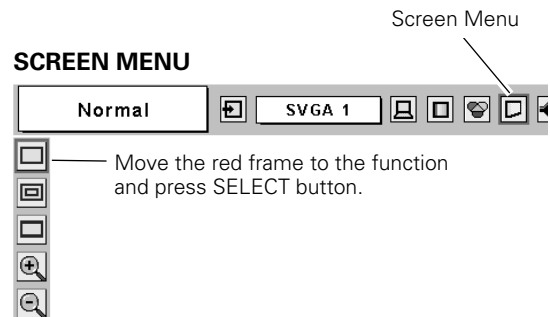 Screen Menu
SCREEN MENU
Normal
SVGA 1
Move the red frame to the function
and press SELECT button.